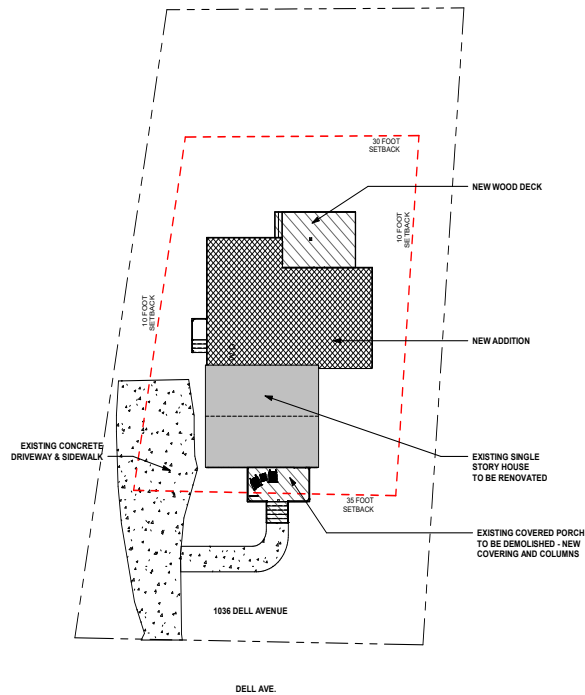 30 FOOT
SETBACK
NEW WOOD DECK
10 FOOT
SETBACK
10 FOOT
SETBACK
NEW ADDITION
EXISTING CONCRETE
DRIVEWAY & SIDEWALK
EXISTING SINGLE
STORY HOUSE
TO BE RENOVATED
35 FOOT
SETBACK
EXISTING COVERED PORCH
TO BE DEMOLISHED - NEW
COVERING AND COLUMNS
1036 DELL AVENUE
DELL AVE.